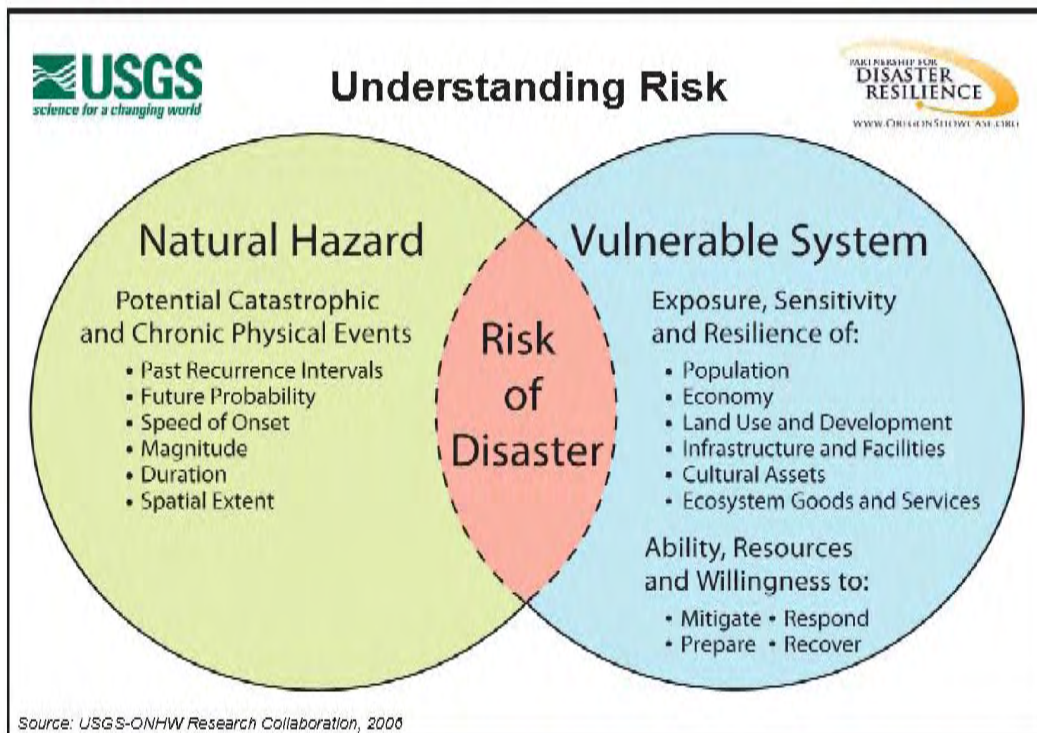 USGS
science for a changing world
Understanding Risk
PARTNERSHIP FOR
DISASTER
RESILIENCE
WWW.OREGONSHOWCASE.ORG
Natural Hazard
Potential Catastrophic
and Chronic Physical Events
• Past Recurrence Intervals
• Future Probability
• Speed of Onset
• Magnitude
• Duration
• Spatial Extent
Risk
of
Disaster
Vulnerable System
Exposure, Sensitivity
and Resilience of:
• Population
• Economy
• Land Use and Development
• Infrastructure and Facilities
• Cultural Assets
• Ecosystem Goods and Services
Ability, Resources
and Willingness to:
• Mitigate • Respond
• Prepare • Recover
Source: USGS-ONHW Research Collaboration, 2006